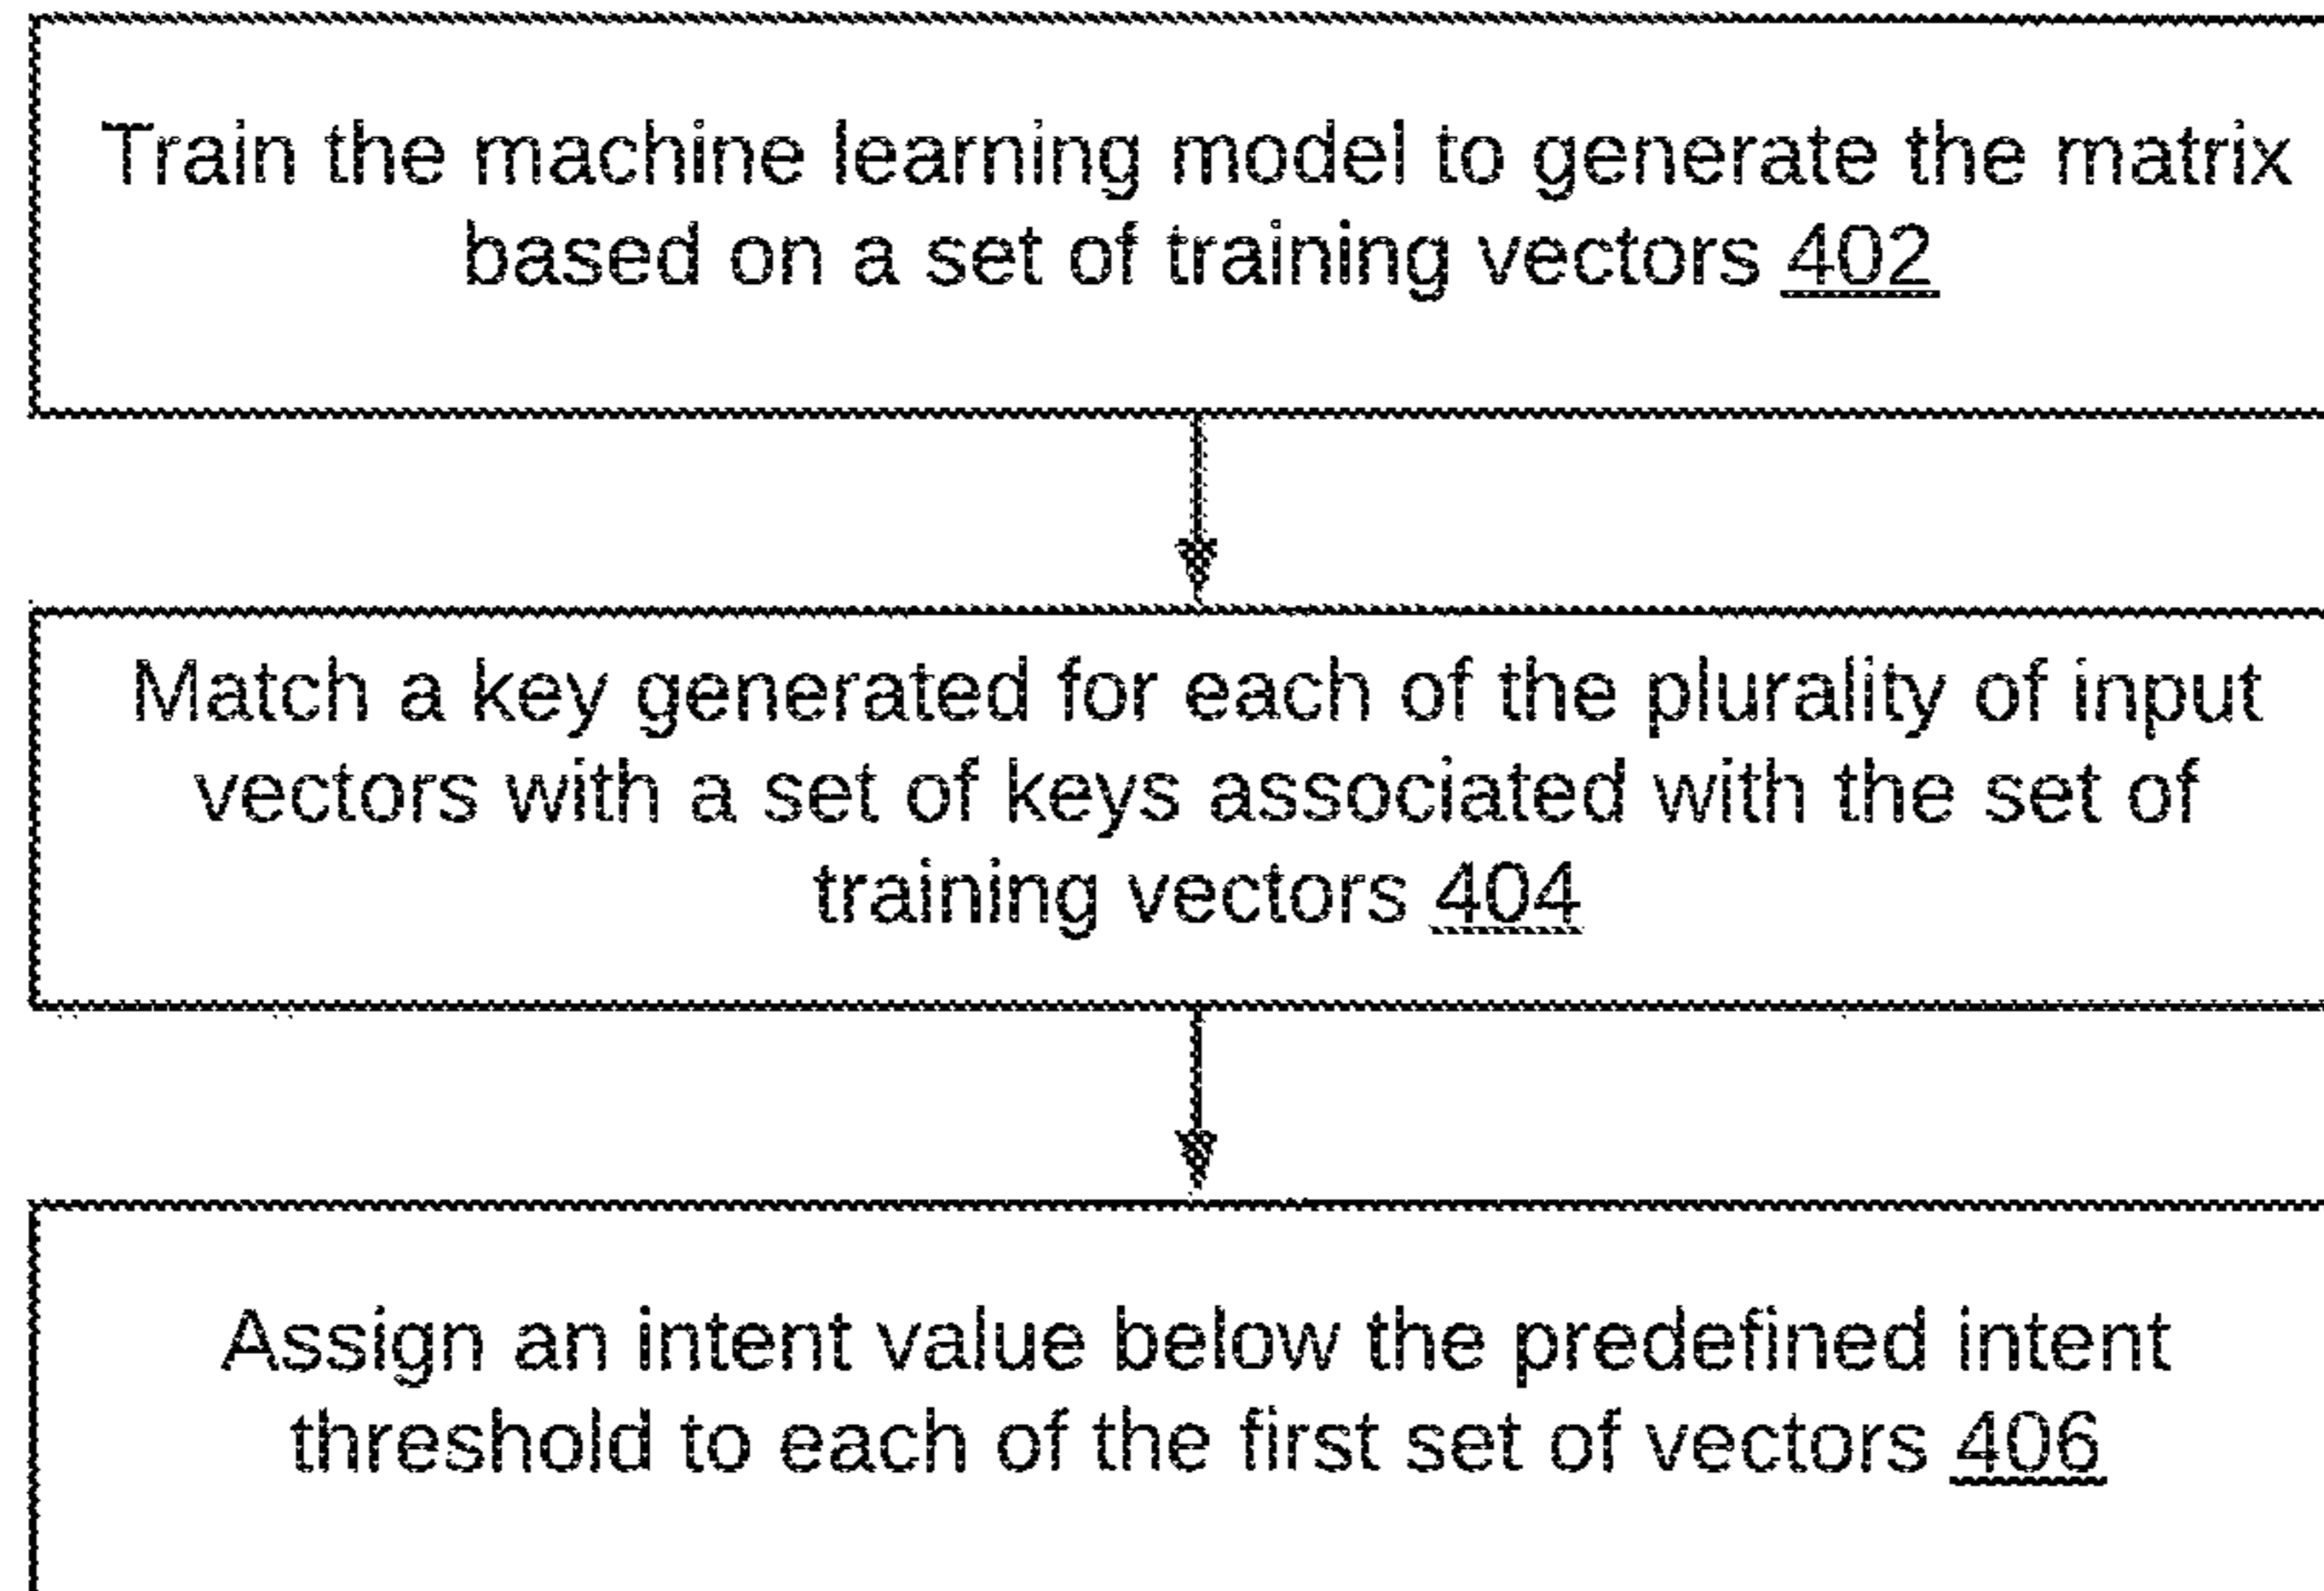 Train the machine learning model to generate the matrix
based on a set of training vectors 402
Match a key generated for each of the plurality of input
vectors with a set of keys associated with the set of
training vectors 404
Assign an intent value below the predefined intent
threshold to each of the first set of vectors 406